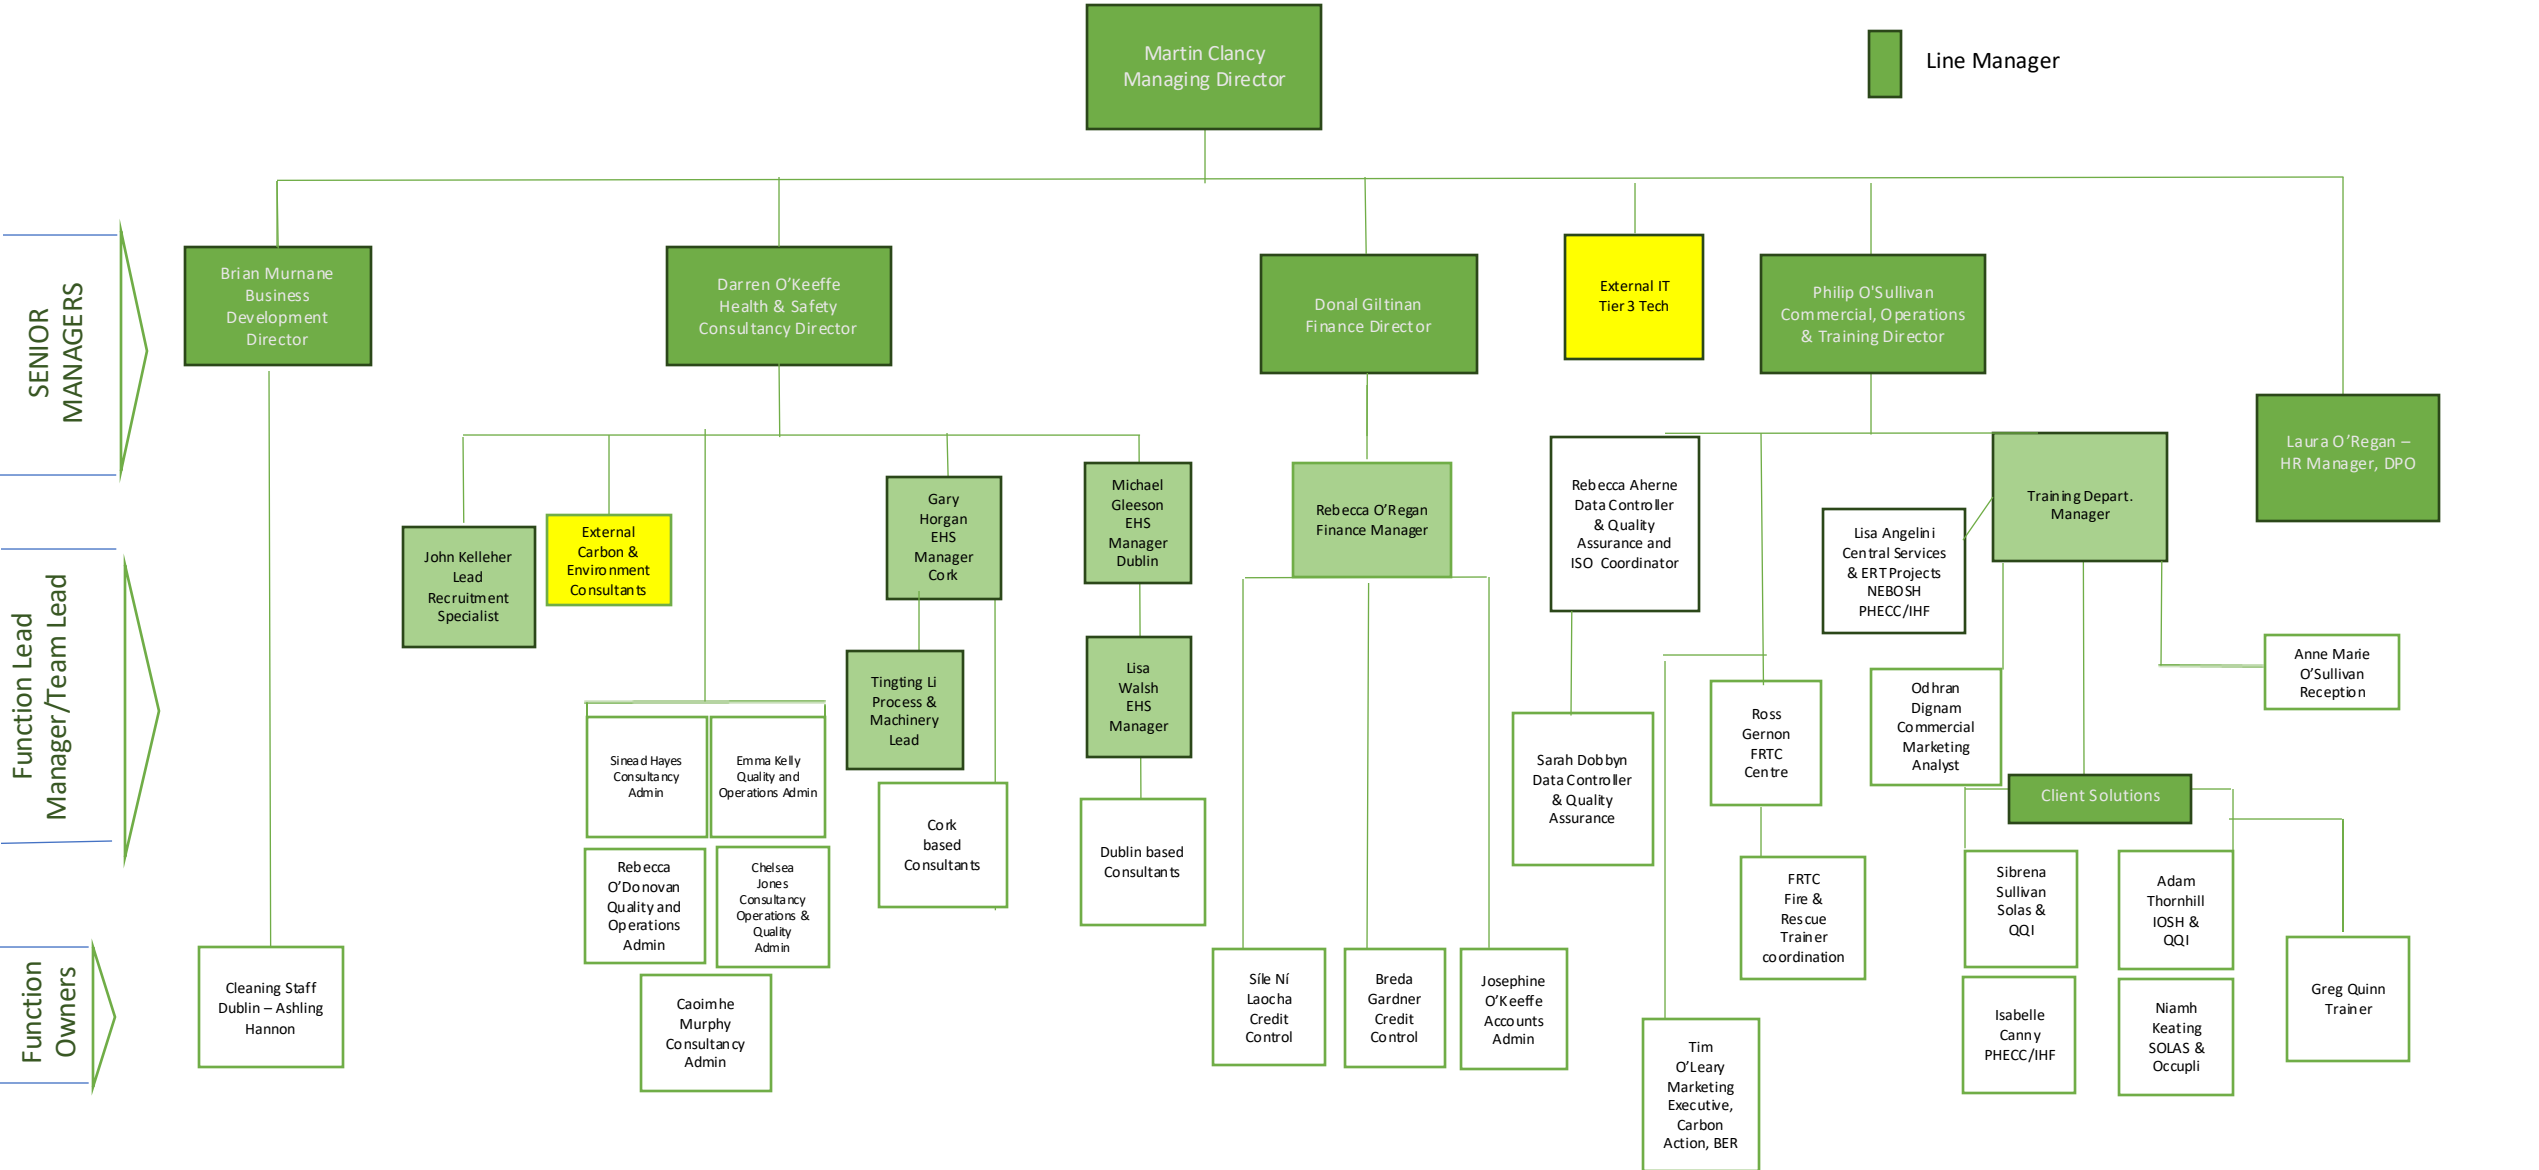 Martin Clancy
Managing Director
Line Manager
SENIOR
MANAGERS
Brian Murnane
Business
Development
Director
Darren O’Keeffe
Health & Safety
Consultancy Director
Donal Giltinan
Finance Director
External IT
Tier 3 Tech
Philip O'Sullivan
Commercial, Operations
& Training Director
Laura O’Regan –
HR Manager, DPO
Function Lead
Manager/Team Lead
John Kelleher
Lead
Recruitment
Specialist
External
Carbon &
Environment
Consultants
Gary
Horgan
EHS
Manager
Cork
Michael
Gleeson
EHS
Manager
Dublin
Rebecca O’Regan
Finance Manager
Rebecca Aherne
Data Controller
& Quality
Assurance and
ISO Coordinator
Lisa Angelini
Central Services
& ERT Projects
NEBOSH
PHECC/IHF
Training Depart.
Manager
Anne Marie
O’Sullivan
Reception
Tingting Li
Process &
Machinery
Lead
Lisa
Walsh
EHS
Manager
Sinead Hayes
Consultancy
Admin
Emma Kelly
Quality and
Operations Admin
Sarah Dobbyn
Data Controller
& Quality
Assurance
Ross
Gernon
FRTC
Centre
Odhran
Dignam
Commercial
Marketing
Analyst
Client Solutions
Cork
based
Consultants
Dublin based
Consultants
Rebecca
O’Donovan
Quality and
Operations
Admin
Chelsea
Jones
Consultancy
Operations &
Quality
Admin
FRTC
Fire &
Rescue
Trainer
coordination
Sibrena
Sullivan
Solas &
QQI
Adam
Thornhill
IOSH &
QQI
Function
Owners
Cleaning Staff
Dublin – Ashling
Hannon
Caoimhe
Murphy
Consultancy
Admin
Síle Ní
Laocha
Credit
Control
Breda
Gardner
Credit
Control
Josephine
O’Keeffe
Accounts
Admin
Tim
O’Leary
Marketing
Executive,
Carbon
Action, BER
Isabelle
Canny
PHECC/IHF
Niamh
Keating
SOLAS &
Occupli
Greg Quinn
Trainer